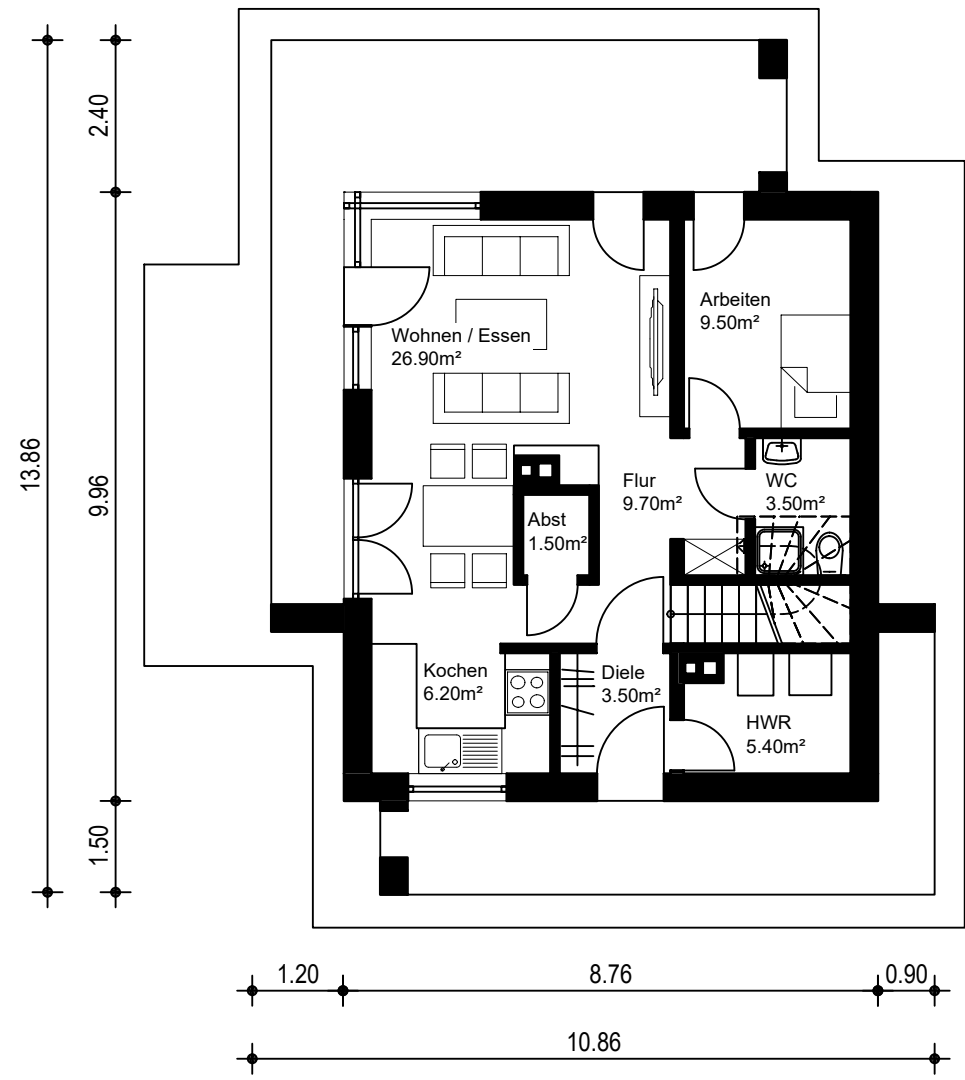 2.40
Arbeiten
9.50m²
Wohnen / Essen
26.90m²
13.86
9.96
Flur
9.70m²
WC
3.50m²
Abst
1.50m²
Kochen
6.20m²
Diele
3.50m²
HWR
5.40m²
1.50
1.20
8.76
0.90
10.86